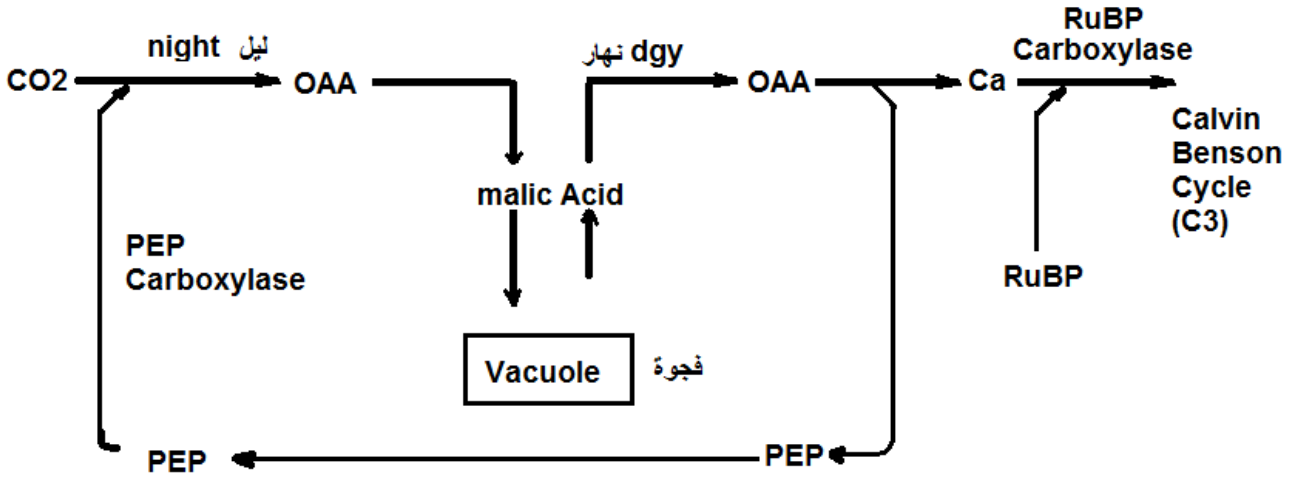 CO2
night ليل
OAA
نهار dgy
OAA
Ca
RuBP
Carboxylase
Calvin
Benson
Cycle
(C3)
malic Acid
PEP
Carboxylase
RuBP
Vacuole
فجوة
PEP
PEP